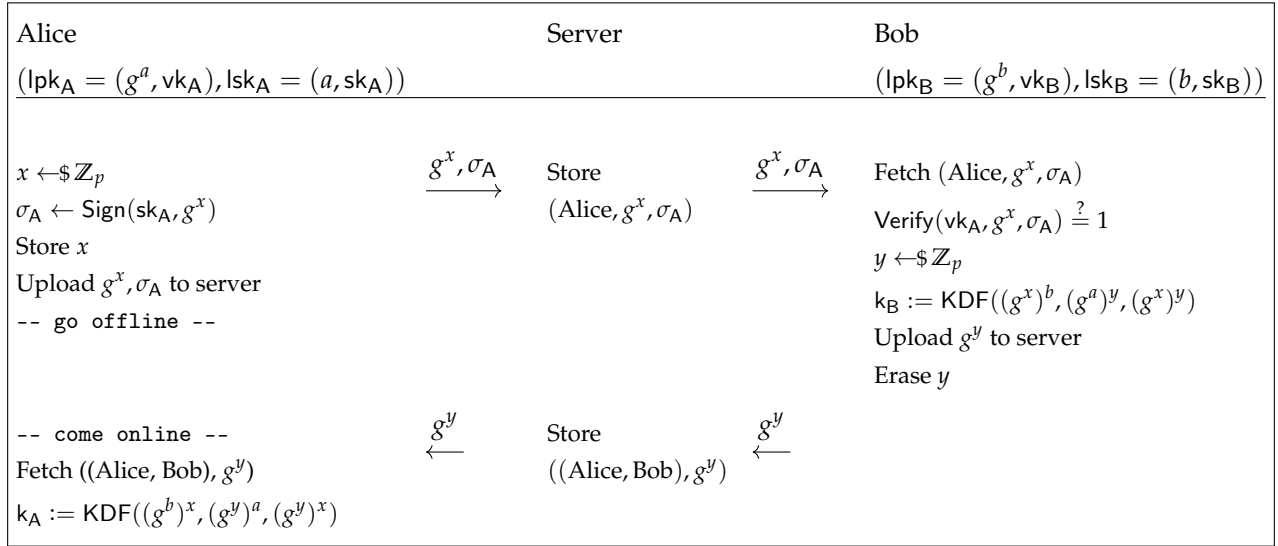 Alice Server Bob
(lpk_A = (g^a, vk_A), lsk_A = (a, sk_A)) (lpk_B = (g^b, vk_B), lsk_B = (b, sk_B))
x ←$ ℤ_p g^x, σ_A Store g^x, σ_A Fetch (Alice, g^x, σ_A)
σ_A ← Sign(sk_A, g^x) (Alice, g^x, σ_A) Verify(vk_A, g^x, σ_A) ≟ 1
Store x y ←$ ℤ_p
Upload g^x, σ_A to server k_B := KDF((g^x)^b, (g^a)^y, (g^x)^y)
-- go offline -- Upload g^y to server
Erase y
-- come online -- g^y Store g^y
Fetch ((Alice, Bob), g^y) ((Alice, Bob), g^y)
k_A := KDF((g^b)^x, (g^y)^a, (g^y)^x)